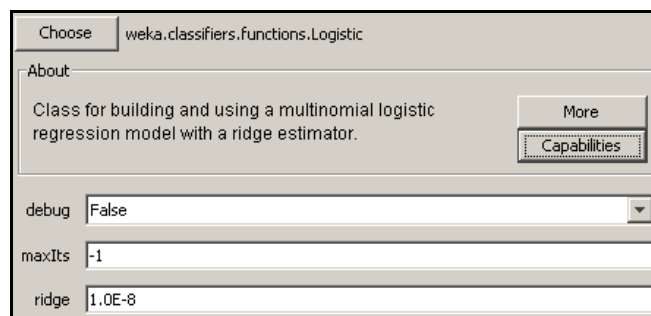 Choose weka.classifiers.functions.Logistic
About
Class for building and using a multinomial logistic
regression model with a ridge estimator.
More
Capabilities
debug False
maxIts -1
ridge 1.0E-8